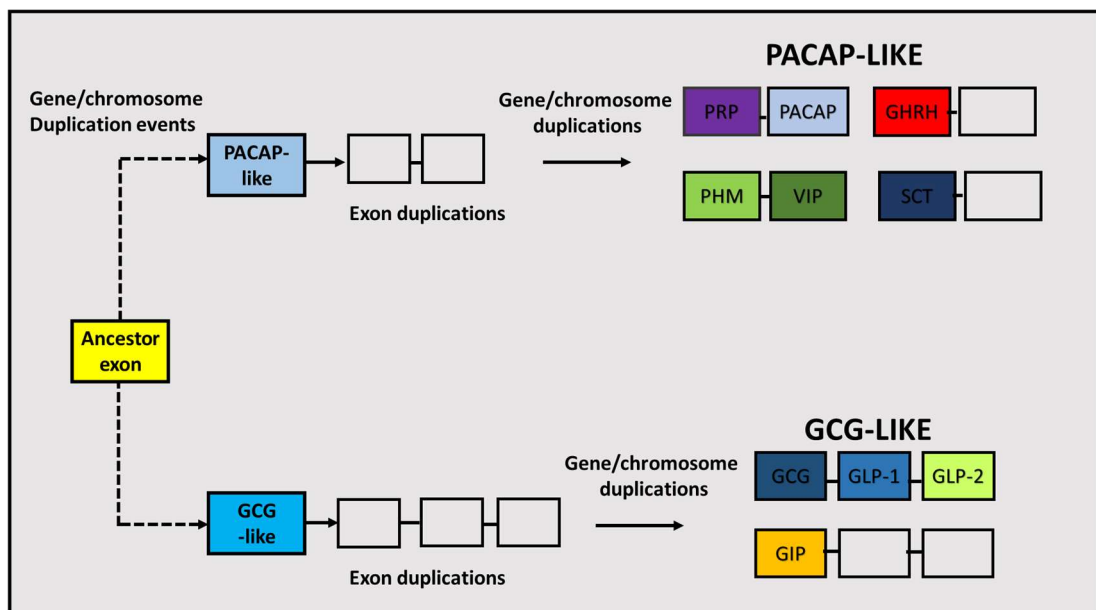 PACAP-LIKE
Gene/chromosome
Duplication events
Gene/chromosome
duplications
PRP
PACAP
GHRH
PACAP-
like
Exon duplications
PHM
VIP
SCT
Ancestor
exon
GCG-LIKE
Gene/chromosome
duplications
GCG
GLP-1
GLP-2
GCG
-like
Exon duplications
GIP